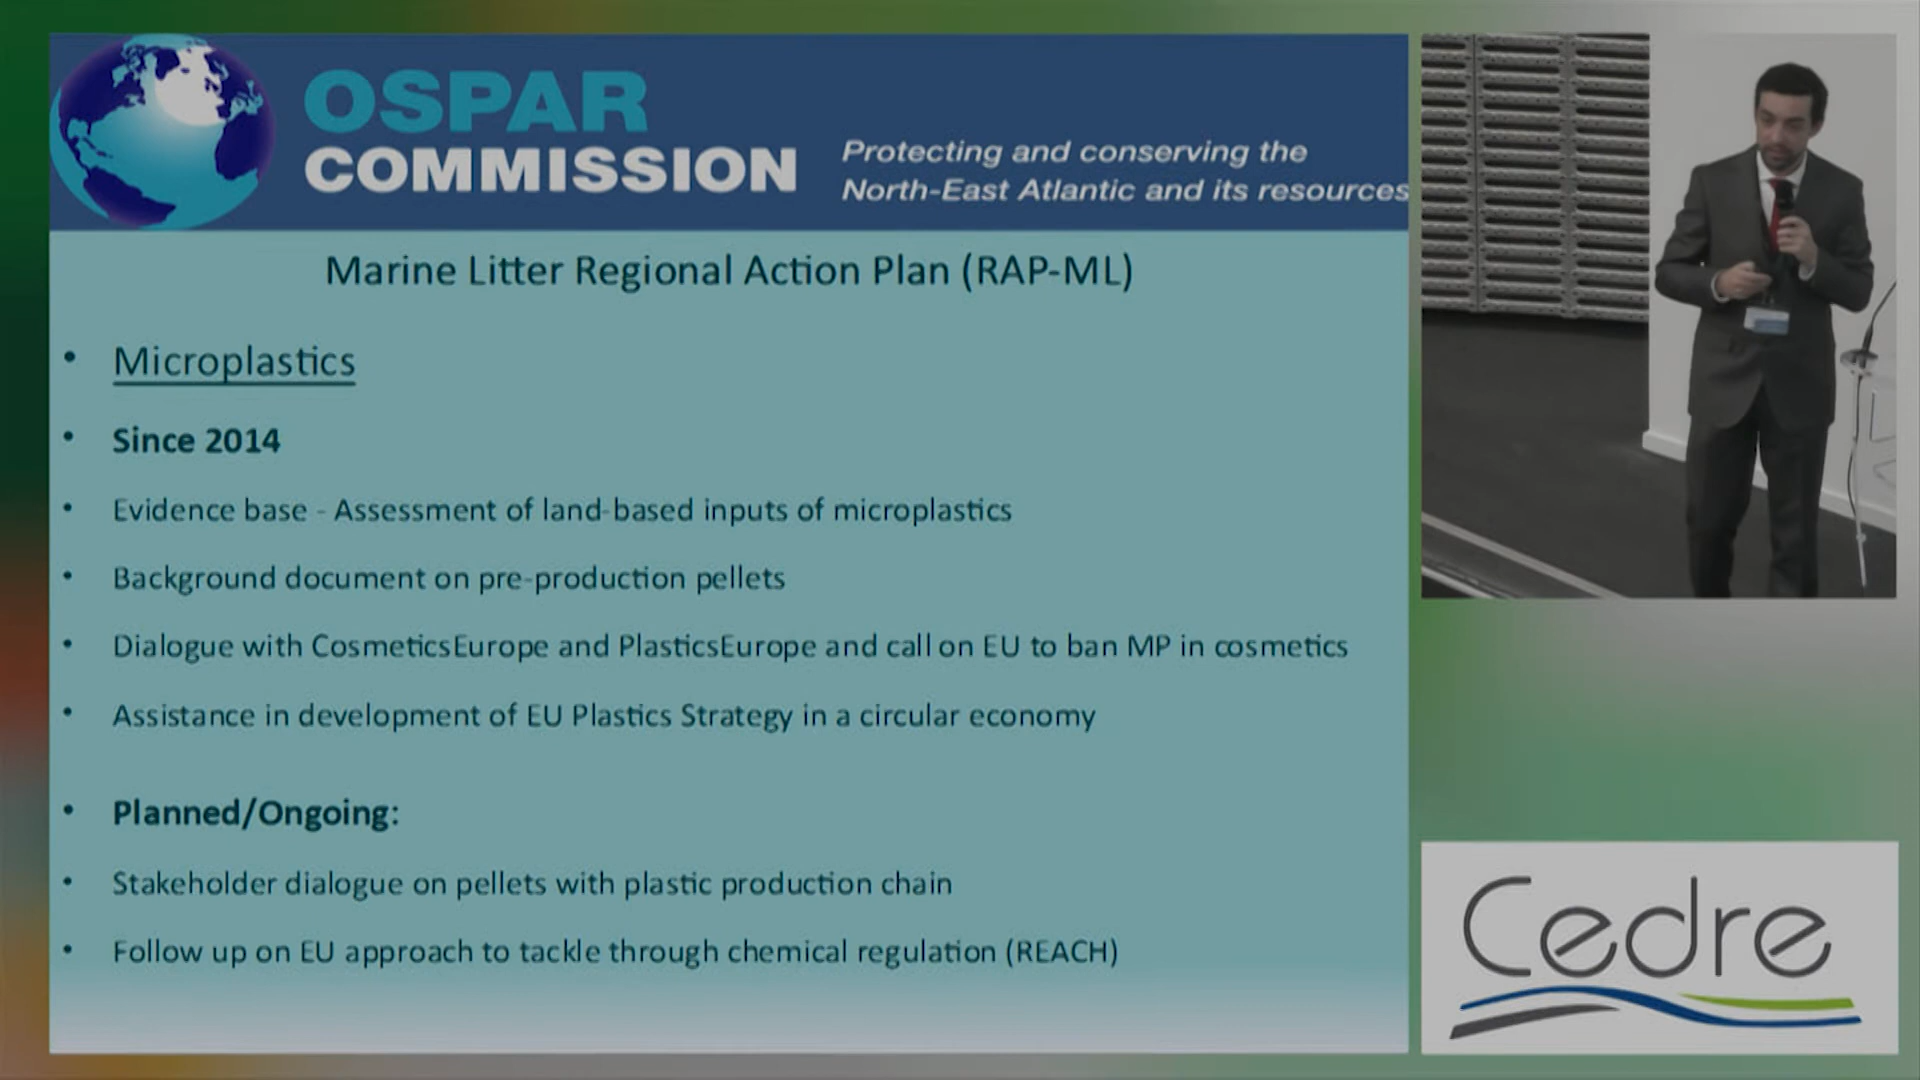 OSPAR
COMMISSION
Protecting and conserving the
North-East Atlantic and its resources
Marine Litter Regional Action Plan (RAP-ML)
• Microplastics
• Since 2014
• Evidence base - Assessment of land-based inputs of microplastics
• Background document on pre-production pellets
• Dialogue with CosmeticsEurope and PlasticsEurope and call on EU to ban MP in cosmetics
• Assistance in development of EU Plastics Strategy in a circular economy
• Planned/Ongoing:
• Stakeholder dialogue on pellets with plastic production chain
• Follow up on EU approach to tackle through chemical regulation (REACH)
Cedre